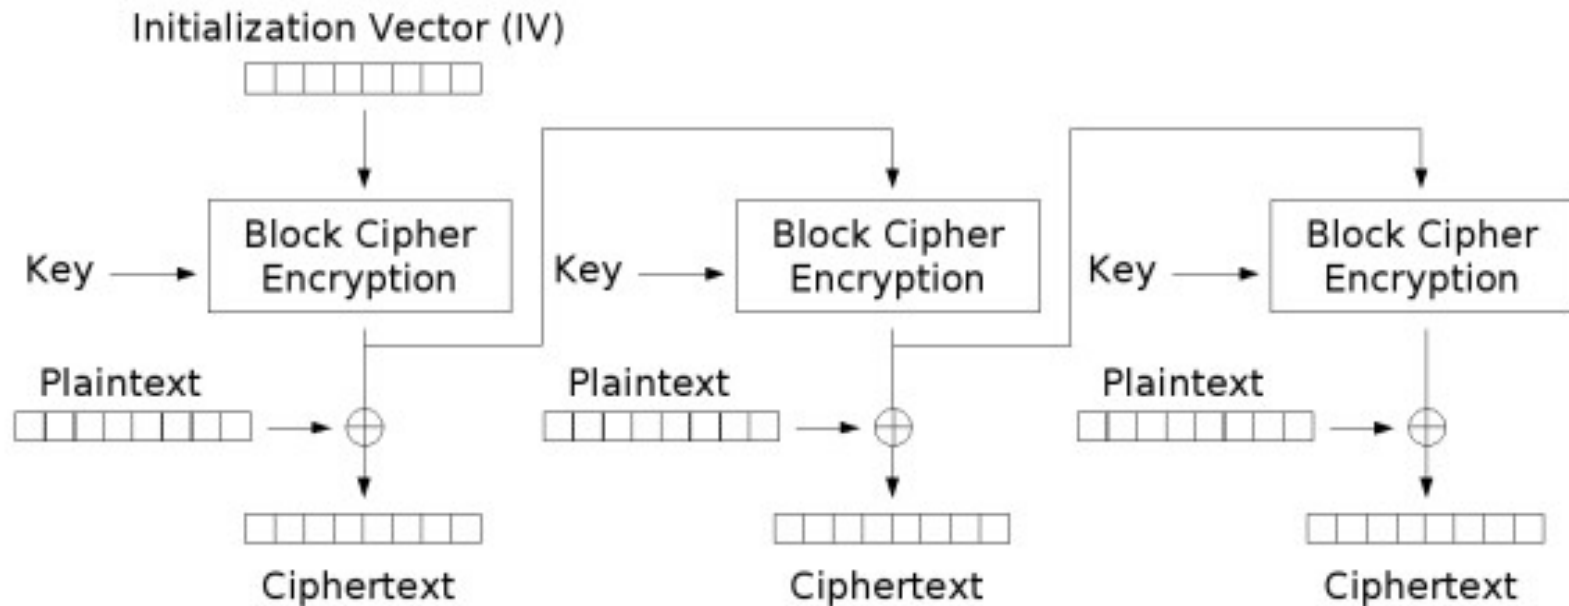 Initialization Vector (IV)
Block Cipher
Encryption
Key
Block Cipher
Encryption
Key
Block Cipher
Encryption
Key
Plaintext
Plaintext
Plaintext
Ciphertext
Ciphertext
Ciphertext